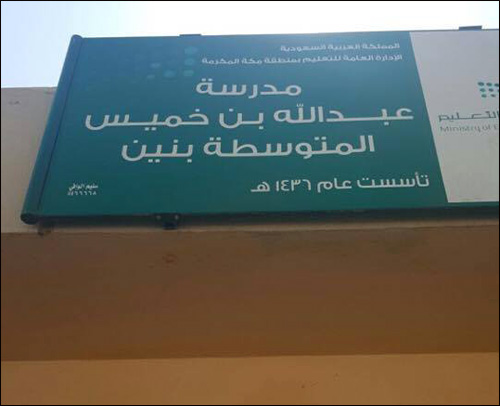 المملكة العربية السعودية
الإدارة العامة للتعليم بمنطقة مكة المكرمة
مدرسة
عبدالله بن خميس
المتوسطة بنين
تأسست عام ١٤٣٦ هـ
التعليم
Ministry of